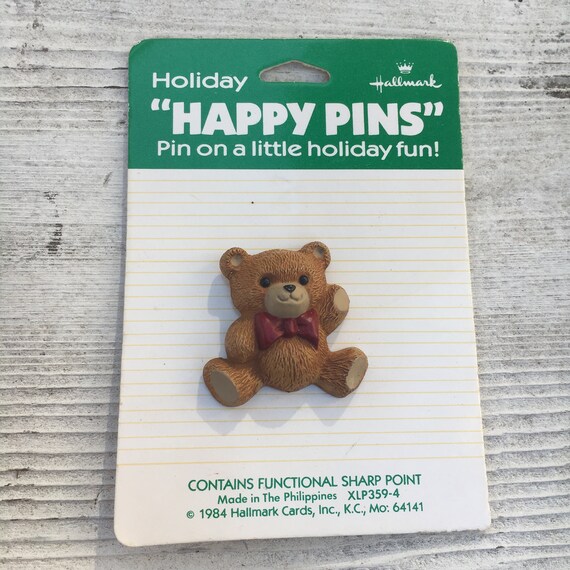 Holiday
Hallmark
"HAPPY PINS"
Pin on a little holiday fun!
CONTAINS FUNCTIONAL SHARP POINT
Made in The Philippines XLP359-4
© 1984 Hallmark Cards, Inc., K.C., Mo: 64141